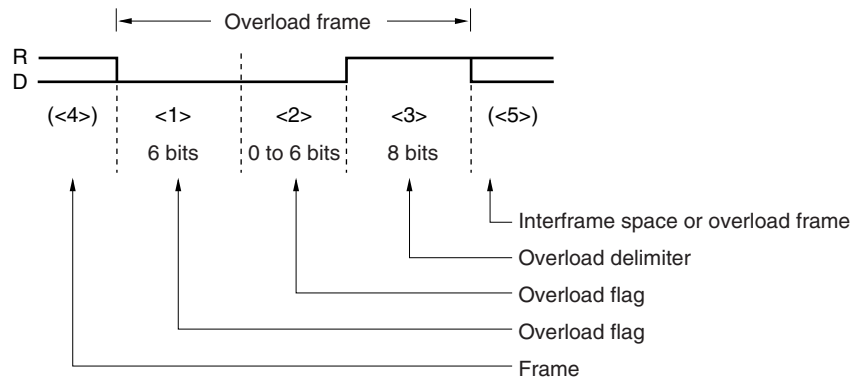 Overload frame
R
D
(<4>) <1> <2> <3> (<5>)
6 bits 0 to 6 bits 8 bits
Interframe space or overload frame
Overload delimiter
Overload flag
Overload flag
Frame